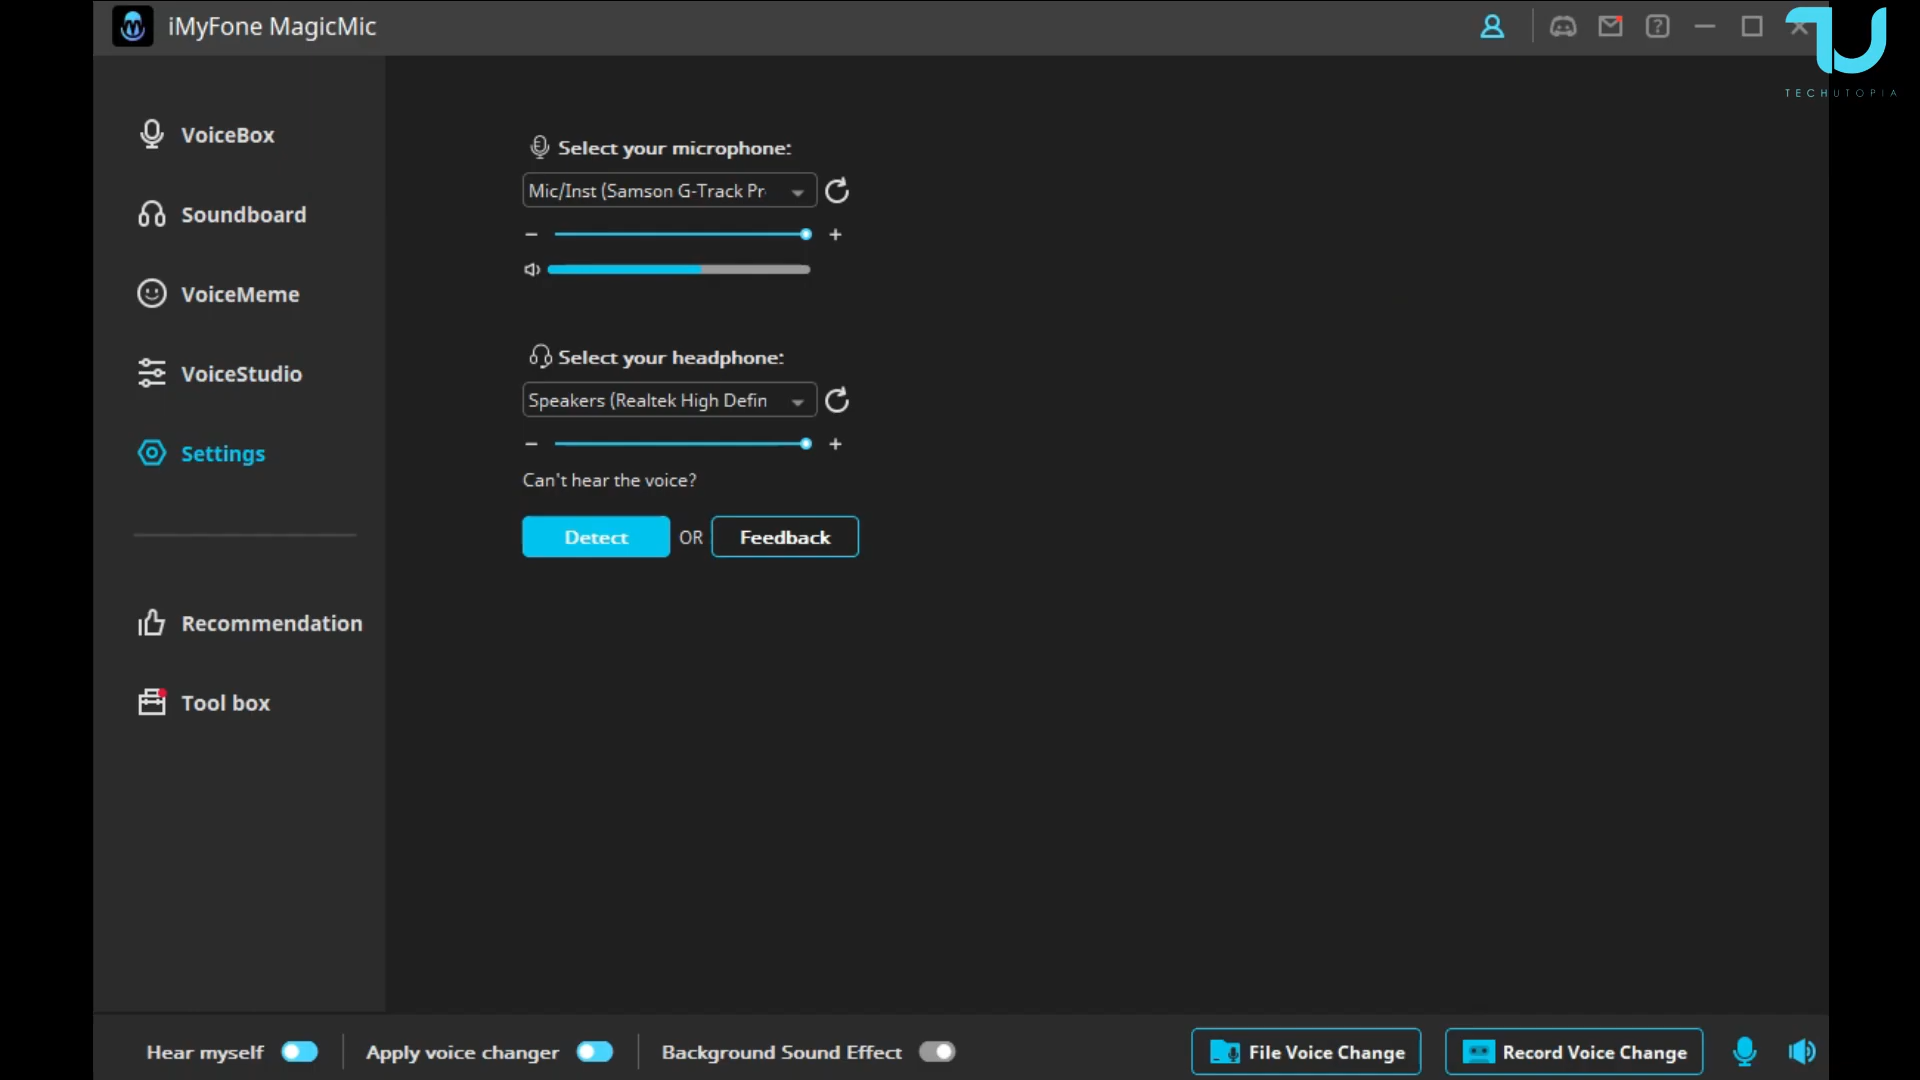 iMyFone MagicMic
TECHUTOPIA
VoiceBox
Soundboard
VoiceMeme
VoiceStudio
Settings
Recommendation
Tool box
Select your microphone:
Mic/Inst (Samson G-Track Pr
Select your headphone:
Speakers (Realtek High Defin
Can't hear the voice?
Detect OR Feedback
Hear myself Apply voice changer Background Sound Effect File Voice Change Record Voice Change